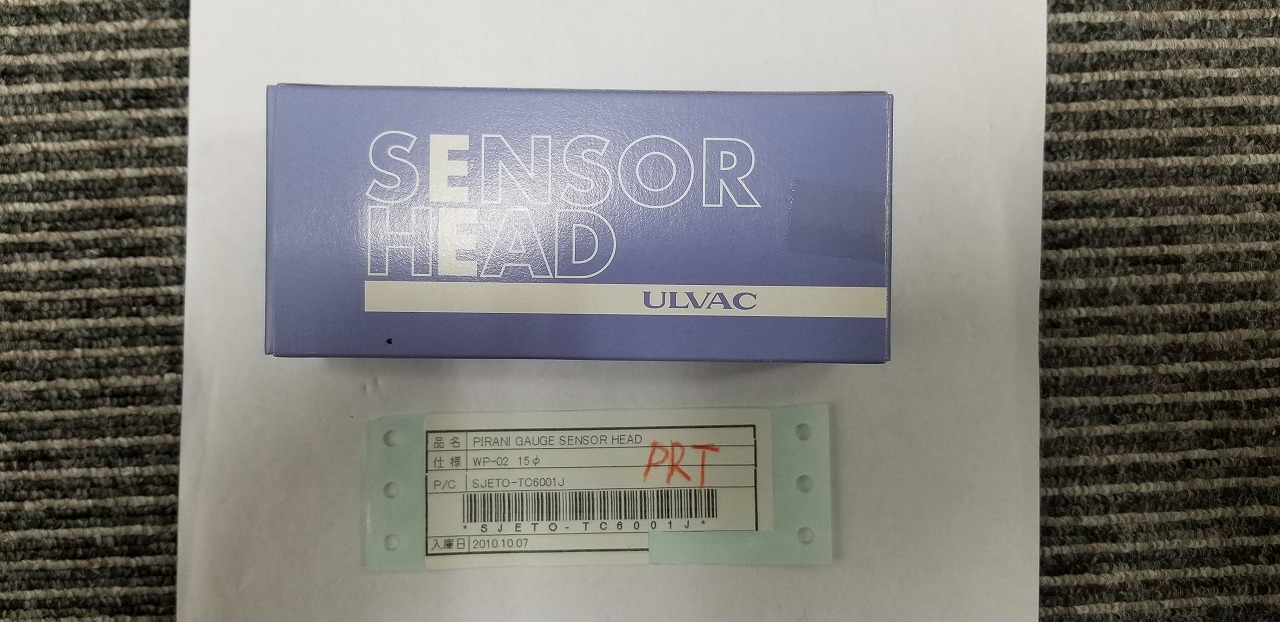 SENSOR
HEAD
ULVAC
品名 PIRANI GAUGE SENSOR HEAD
仕様 WP-02 15φ
PRT
P/C SJETO-TC6001J
*SJETO-TC6001J*
入庫日 2010.10.07